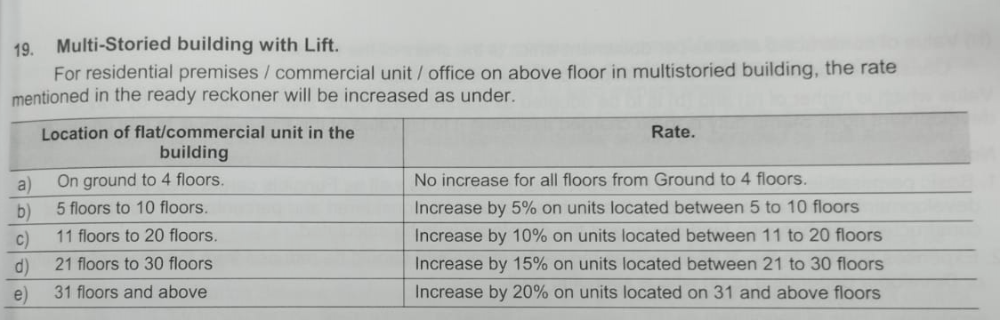 19. Multi-Storied building with Lift.
For residential premises / commercial unit / office on above floor in multistoried building, the rate
mentioned in the ready reckoner will be increased as under.
Location of flat/commercial unit in the building Rate.
a) On ground to 4 floors. No increase for all floors from Ground to 4 floors.
b) 5 floors to 10 floors. Increase by 5% on units located between 5 to 10 floors
c) 11 floors to 20 floors. Increase by 10% on units located between 11 to 20 floors
d) 21 floors to 30 floors Increase by 15% on units located between 21 to 30 floors
e) 31 floors and above Increase by 20% on units located on 31 and above floors